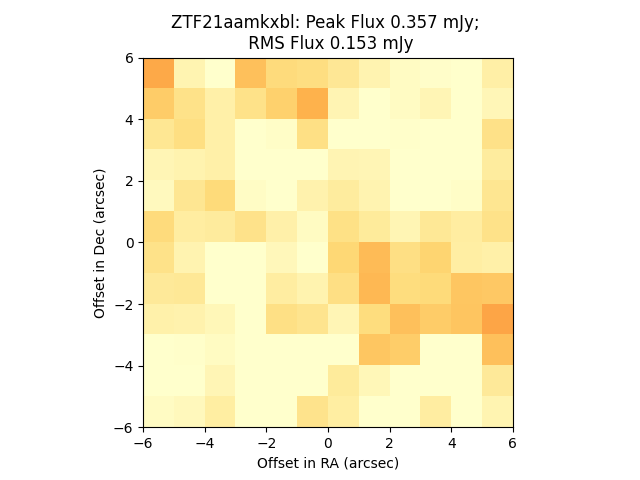 ZTF21aamkxbl: Peak Flux 0.357 mJy;
RMS Flux 0.153 mJy
6
4
2
0
−2
−4
−6
Offset in Dec (arcsec)
−6 −4 −2 0 2 4 6
Offset in RA (arcsec)